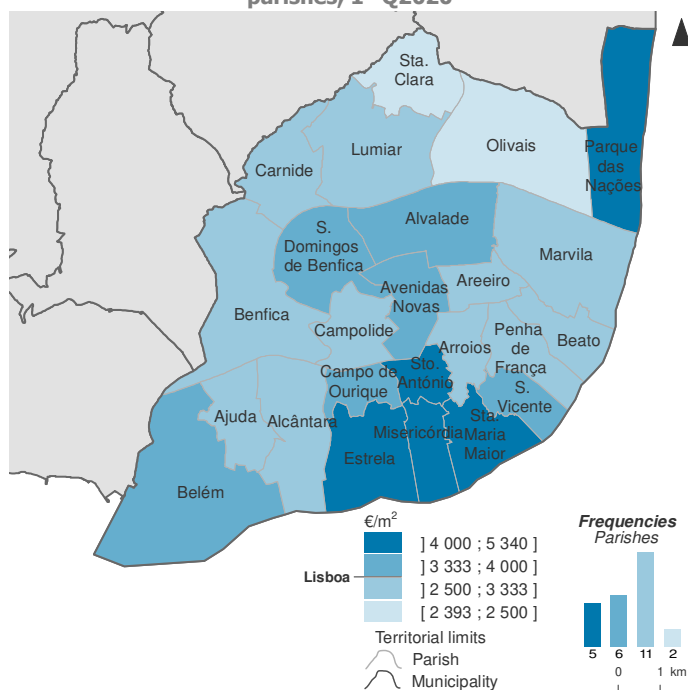 parishes, 1st Q2020
Sta.
Clara
Lumiar
Olivais
Parque
das
Nações
Carnide
S.
Domingos
de Benfica
Alvalade
Marvila
Avenidas
Novas
Areeiro
Benfica
Campolide
Arroios
Penha
de
França
Beato
Campo de
Ourique
Sto.
António
S.
Vicente
Ajuda
Alcântara
Misericórdia
Sta.
Maria
Maior
Estrela
Belém
€/m²
] 4 000 ; 5 340 ]
] 3 333 ; 4 000 ]
Lisboa
] 2 500 ; 3 333 ]
[ 2 393 ; 2 500 ]
Territorial limits
Parish
Municipality
Frequencies
Parishes
5 6 11 2
0 1 km